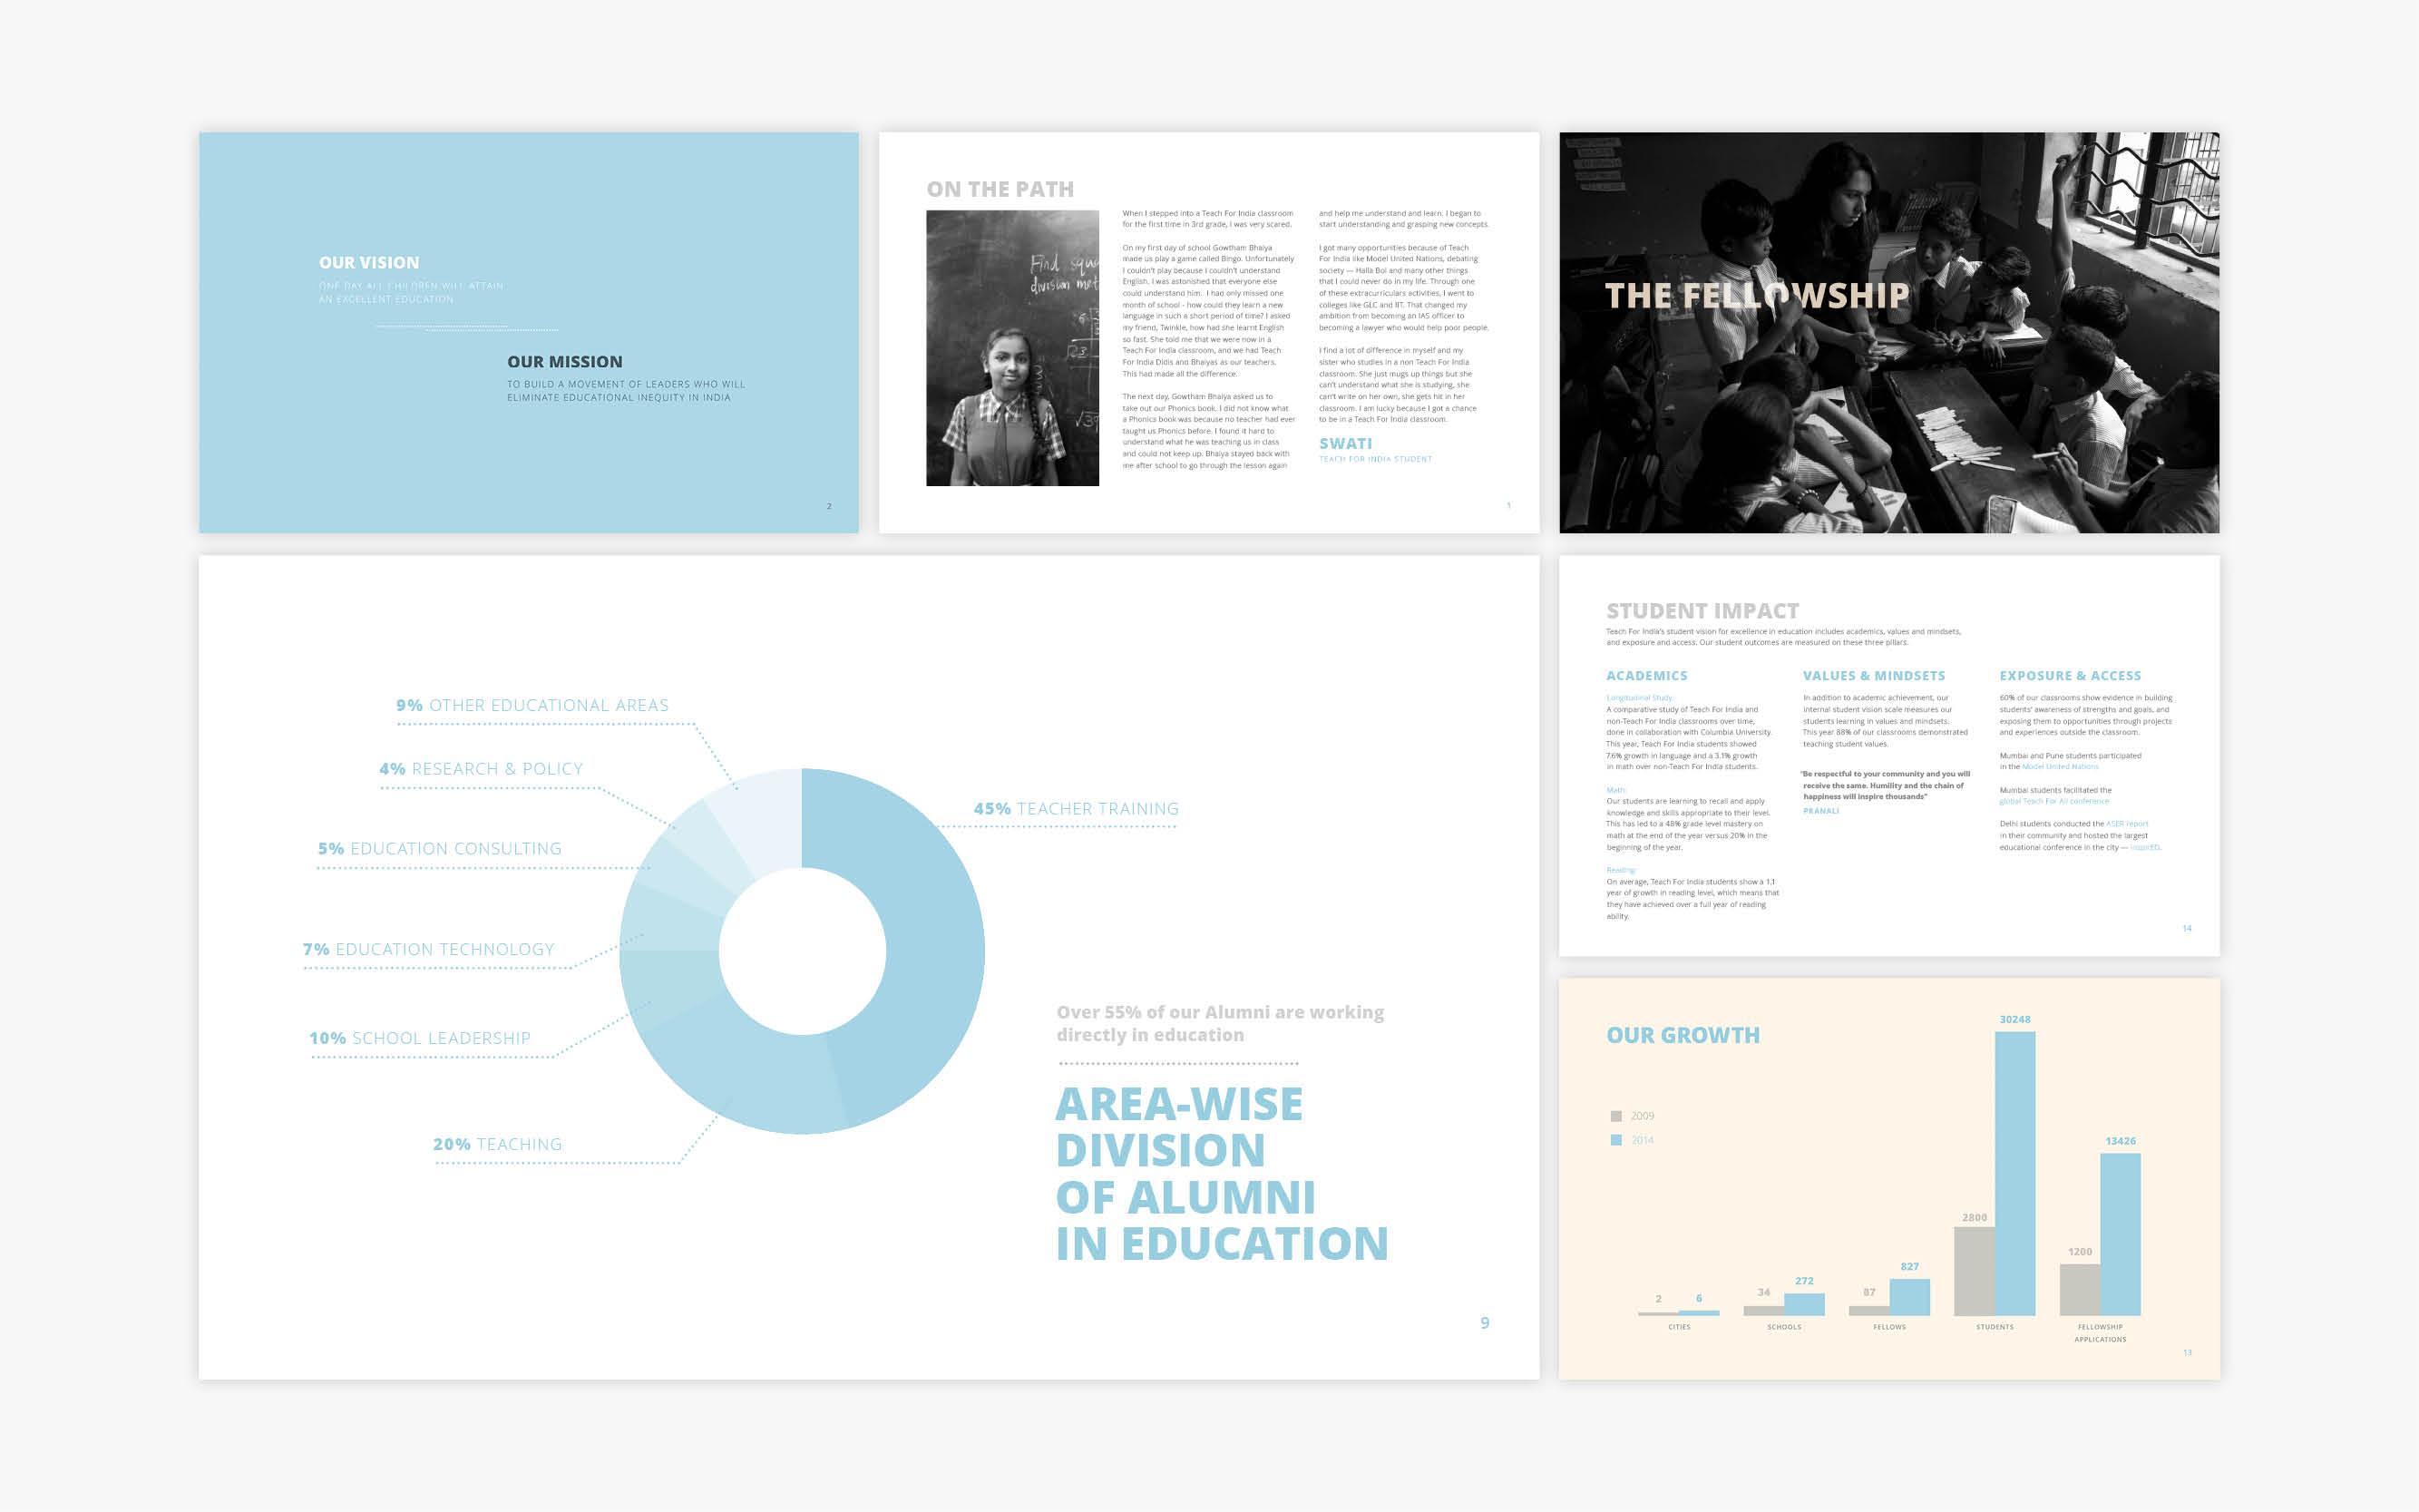 OUR VISION
ONE DAY ALL CHILDREN WILL ATTAIN
AN EXCELLENT EDUCATION
OUR MISSION
TO BUILD A MOVEMENT OF LEADERS WHO WILL
ELIMINATE EDUCATIONAL INEQUITY IN INDIA
2
ON THE PATH
Find squa
division met
When I stepped into a Teach For India classroom
for the first time in 3rd grade, I was very scared.
On my first day of school Gowtham Bhaiya
made us play a game called Bingo. Unfortunately
I couldn't play because I couldn't understand
English. I was astonished that everyone else
could understand him. I had only missed one
month of school - how could they learn a new
language in such a short period of time? I asked
my friend, Twinkle, how had she learnt English
so fast. She told me that we were now in a
Teach For India classroom, and we had Teach
For India Didis and Bhaiyas as our teachers.
This had made all the difference.
The next day, Gowtham Bhaiya asked us to
take out our Phonics book. I did not know what
a Phonics book was because no teacher had ever
taught us Phonics before. I found it hard to
understand what he was teaching us in class
and could not keep up. Bhaiya stayed back with
me after school to go through the lesson again
and help me understand and learn. I began to
start understanding and grasping new concepts.
I got many opportunities because of Teach
For India like Model United Nations, debating
society — Halla Bol and many other things
that I could never do in my life. Through one
of these extracurriculars activities, I went to
colleges like GLC and IIT. That changed my
ambition from becoming an IAS officer to
becoming a lawyer who would help poor people.
I find a lot of difference in myself and my
sister who studies in a non Teach For India
classroom. She just mugs up things but she
can't understand what she is studying, she
can't write on her own, she gets hit in her
classroom. I am lucky because I got a chance
to be in a Teach For India classroom.
SWATI
TEACH FOR INDIA STUDENT
1
THE FELLOWSHIP
9% OTHER EDUCATIONAL AREAS
4% RESEARCH & POLICY
45% TEACHER TRAINING
5% EDUCATION CONSULTING
7% EDUCATION TECHNOLOGY
10% SCHOOL LEADERSHIP
20% TEACHING
Over 55% of our Alumni are working
directly in education
AREA-WISE
DIVISION
OF ALUMNI
IN EDUCATION
9
STUDENT IMPACT
Teach For India's student vision for excellence in education includes academics, values and mindsets,
and exposure and access. Our student outcomes are measured on these three pillars.
ACADEMICS
Longitudinal Study:
A comparative study of Teach For India and
non-Teach For India classrooms over time,
done in collaboration with Columbia University.
This year, Teach For India students showed
7.6% growth in language and a 3.1% growth
in math over non-Teach For India students.
Math:
Our students are learning to recall and apply
knowledge and skills appropriate to their level.
This has led to a 48% grade level mastery on
math at the end of the year versus 20% in the
beginning of the year.
Reading:
On average, Teach For India students show a 1.1
year of growth in reading level, which means that
they have achieved over a full year of reading
ability.
VALUES & MINDSETS
In addition to academic achievement, our
internal student vision scale measures our
students learning in values and mindsets.
This year 88% of our classrooms demonstrated
teaching student values.
"Be respectful to your community and you will
receive the same. Humility and the chain of
happiness will inspire thousands"
PRANALI
EXPOSURE & ACCESS
60% of our classrooms show evidence in building
students' awareness of strengths and goals, and
exposing them to opportunities through projects
and experiences outside the classroom.
Mumbai and Pune students participated
in the Model United Nations
Mumbai students facilitated the
global Teach For All conference
Delhi students conducted the ASER report
in their community and hosted the largest
educational conference in the city — inspirED.
14
OUR GROWTH
2009
2014
2
6
34
272
87
827
2800
30248
1200
13426
CITIES
SCHOOLS
FELLOWS
STUDENTS
FELLOWSHIP
APPLICATIONS
13